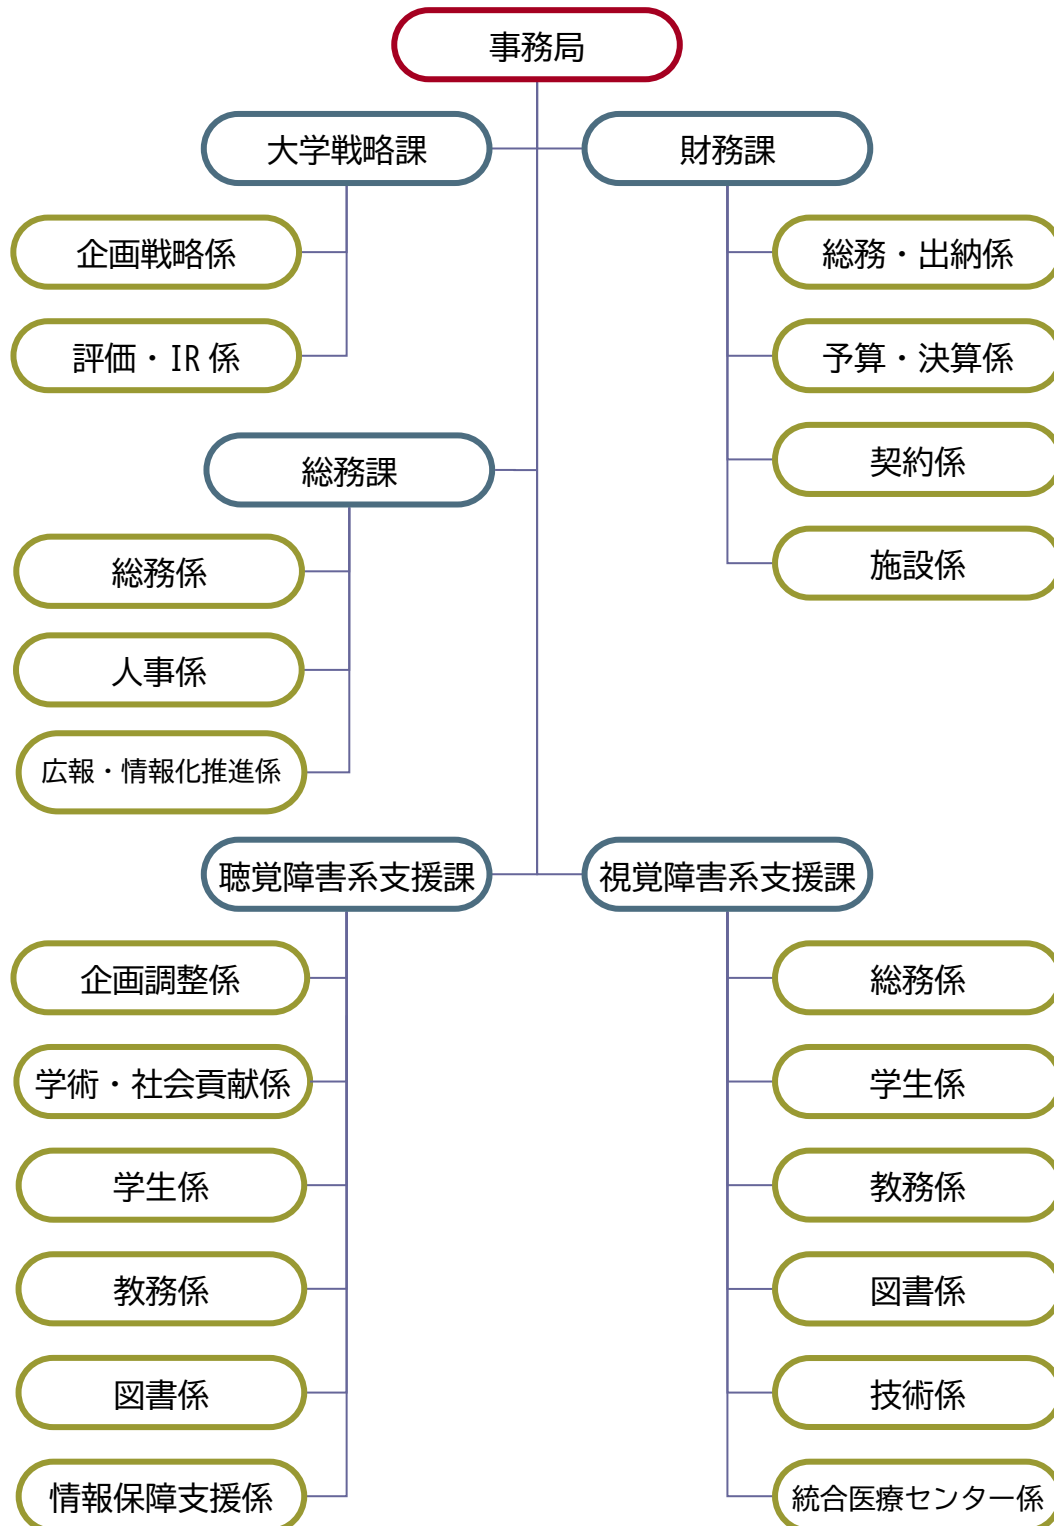 事務局
大学戦略課
財務課
企画戦略係
総務・出納係
評価・IR係
予算・決算係
総務課
契約係
総務係
施設係
人事係
広報・情報化推進係
聴覚障害系支援課
視覚障害系支援課
企画調整係
総務係
学術・社会貢献係
学生係
学生係
教務係
教務係
図書係
図書係
技術係
情報保障支援係
統合医療センター係